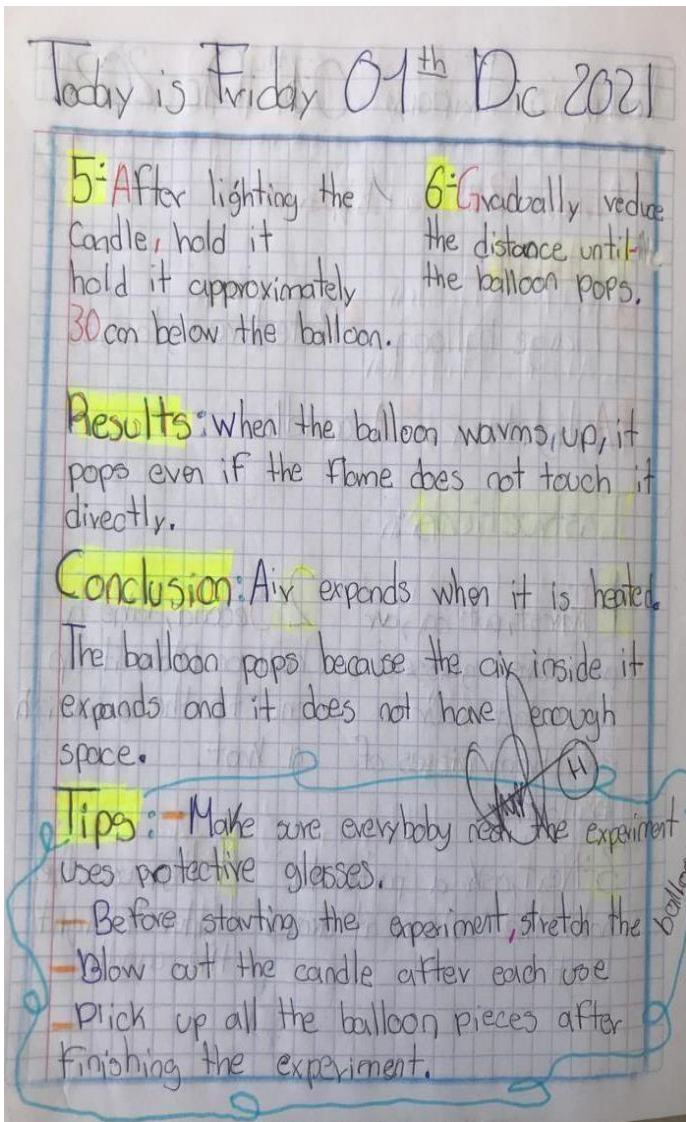 Today is Friday 01th Dic 2021
5:- After lighting the
Candle, hold it
hold it approximately
30 cm below the balloon.
6:- Gradually reduce
the distance until
the balloon pops.
Results: when the balloon warms, up, it
pops even if the flame does not touch it
directly.
Conclusion: Air expands when it is heated.
The balloon pops because the air inside it
expands and it does not have enough
space.
H
Tips: - Make sure everyboby near the experiment
uses protective glasses.
- Before starting the experiment, stretch the balloon
- Blow out the candle after each use
- Plick up all the balloon pieces after
finishing the experiment.